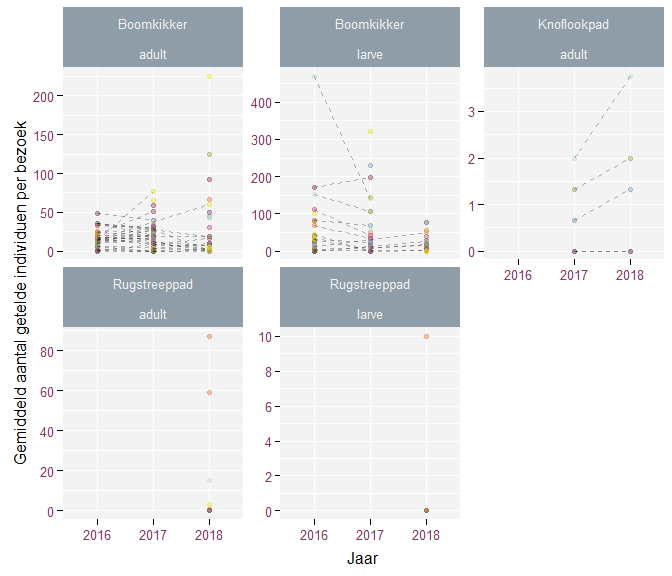 Boomkikker
adult
Boomkikker
larve
Knoflookpad
adult
200
150
100
50
0
400
300
200
100
0
3
2
1
0
2016 2017 2018
Rugstreeppad
adult
Rugstreeppad
larve
80
60
40
20
0
10
8
6
4
2
0
2016 2017 2018
2016 2017 2018
Gemiddeld aantal getelde individuen per bezoek
Jaar